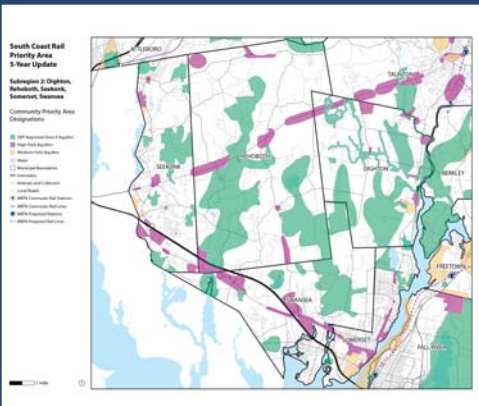 South Coast Rail
Priority Area
5-Year Update
Subregion 2: Dighton,
Rehoboth, Seekonk,
Somerset, Swansea
Community Priority Area
Designations
DEP Approved Zone II Aquifers
High Yield Aquifers
Medium Yield Aquifers
Water
Municipal Boundaries
Interstates
Arterials and Collectors
Local Roads
MBTA Commuter Rail Stations
MBTA Commuter Rail Lines
MBTA Proposed Stations
MBTA Proposed Rail Lines
1 mile
ATTLEBORO
TAUNTON
SEEKONK
REHOBOTH
DIGHTON
BERKLEY
FREETOWN
SWANSEA
SOMERSET
FALL RIVER